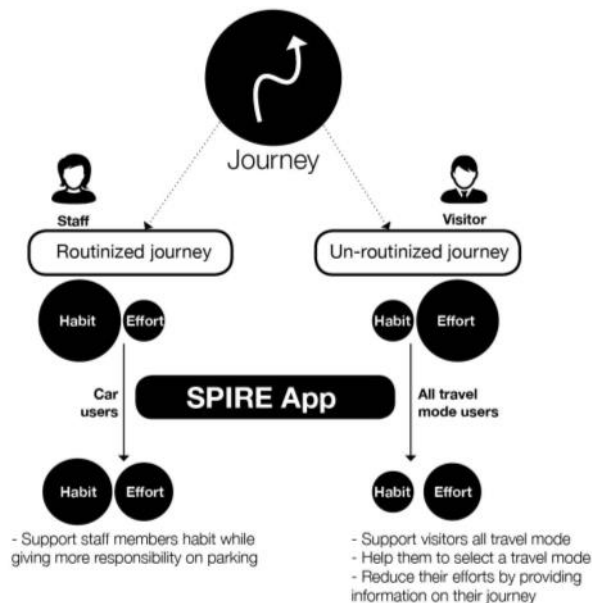 Journey
Staff
Visitor
Routinized journey
Un-routinized journey
Habit
Effort
Habit
Effort
Car
users
SPIRE App
All travel
mode users
Habit
Effort
Habit
Effort
- Support staff members habit while
giving more responsibility on parking
- Support visitors all travel mode
- Help them to select a travel mode
- Reduce their efforts by providing
information on their journey